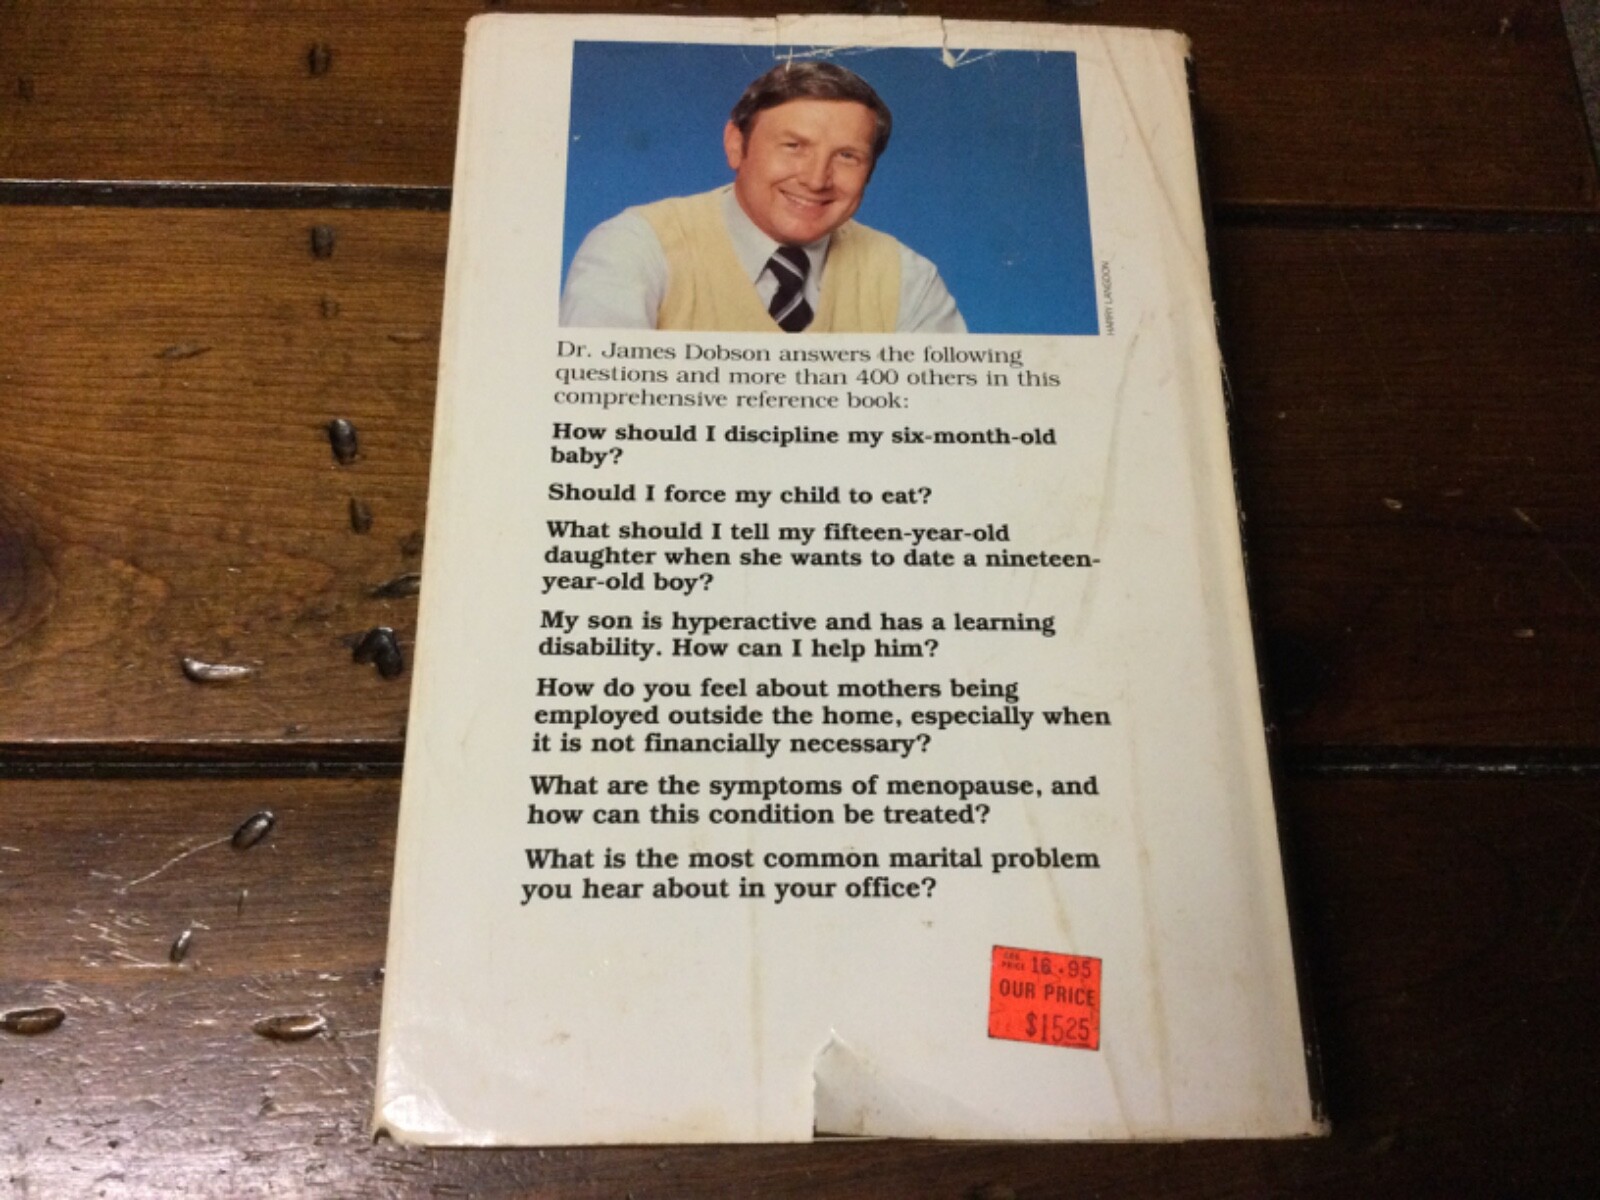 HARRY LANGDON
Dr. James Dobson answers the following
questions and more than 400 others in this
comprehensive reference book:
How should I discipline my six-month-old
baby?
Should I force my child to eat?
What should I tell my fifteen-year-old
daughter when she wants to date a nineteen-
year-old boy?
My son is hyperactive and has a learning
disability. How can I help him?
How do you feel about mothers being
employed outside the home, especially when
it is not financially necessary?
What are the symptoms of menopause, and
how can this condition be treated?
What is the most common marital problem
you hear about in your office?
PRICE 16.95
OUR PRICE
$1525